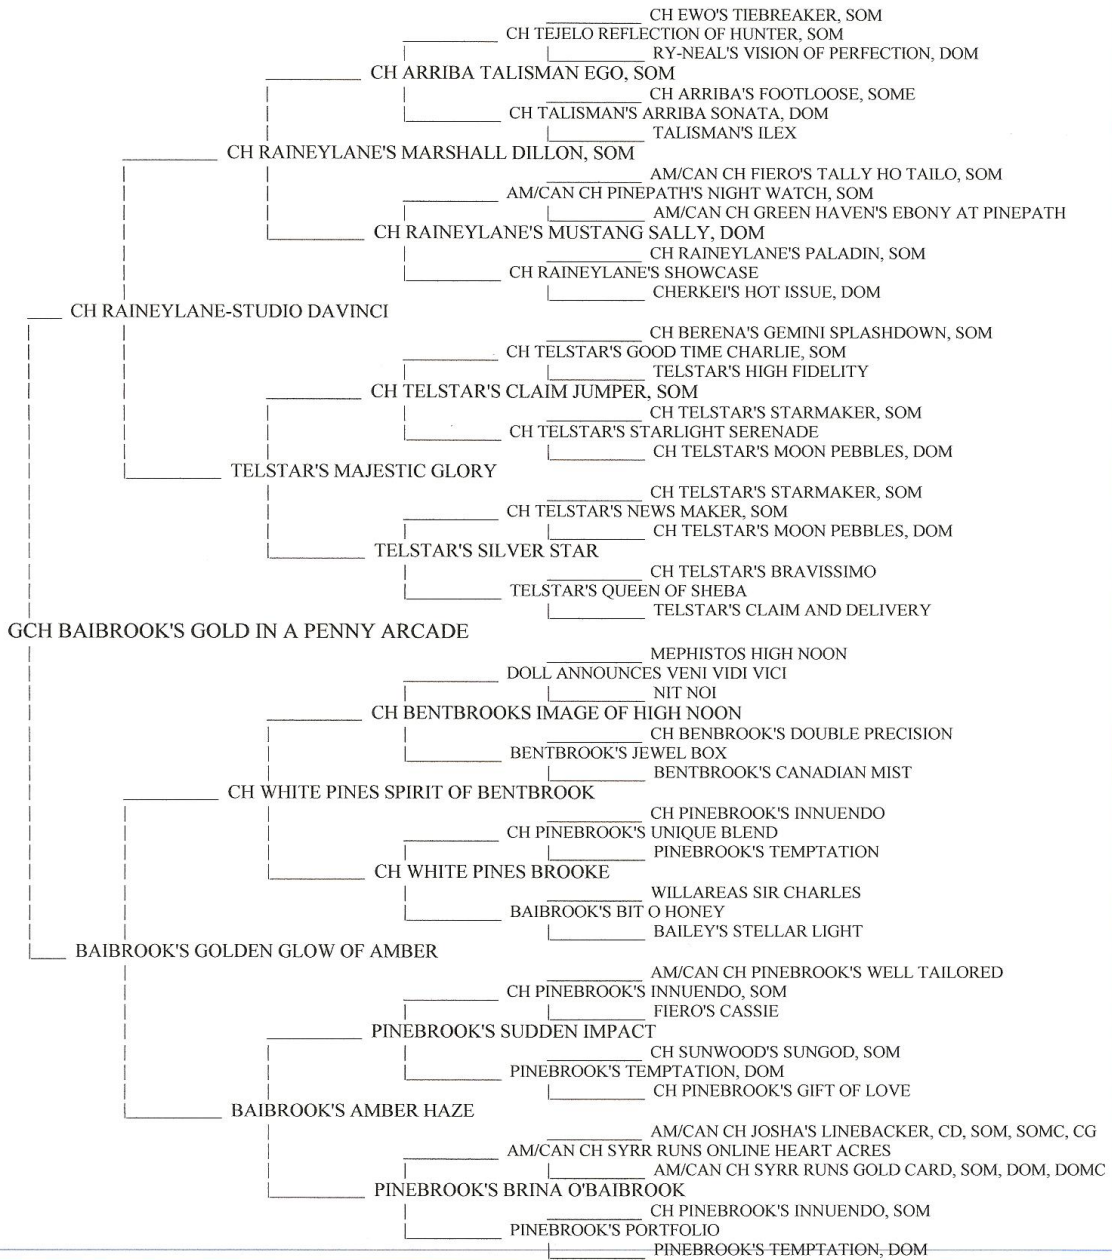 CH EWO'S TIEBREAKER, SOM
CH TEJELO REFLECTION OF HUNTER, SOM
RY-NEAL'S VISION OF PERFECTION, DOM
CH ARRIBA TALISMAN EGO, SOM
CH ARRIBA'S FOOTLOOSE, SOME
CH TALISMAN'S ARRIBA SONATA, DOM
TALISMAN'S ILEX
CH RAINEYLANE'S MARSHALL DILLON, SOM
AM/CAN CH FIERO'S TALLY HO TAILO, SOM
AM/CAN CH PINEPATH'S NIGHT WATCH, SOM
AM/CAN CH GREEN HAVEN'S EBONY AT PINEPATH
CH RAINEYLANE'S MUSTANG SALLY, DOM
CH RAINEYLANE'S PALADIN, SOM
CH RAINEYLANE'S SHOWCASE
CHERKEI'S HOT ISSUE, DOM
CH RAINEYLANE-STUDIO DAVINCI
CH BERENA'S GEMINI SPLASHDOWN, SOM
CH TELSTAR'S GOOD TIME CHARLIE, SOM
TELSTAR'S HIGH FIDELITY
CH TELSTAR'S CLAIM JUMPER, SOM
CH TELSTAR'S STARMAKER, SOM
CH TELSTAR'S STARLIGHT SERENADE
CH TELSTAR'S MOON PEBBLES, DOM
TELSTAR'S MAJESTIC GLORY
CH TELSTAR'S STARMAKER, SOM
CH TELSTAR'S NEWS MAKER, SOM
CH TELSTAR'S MOON PEBBLES, DOM
TELSTAR'S SILVER STAR
CH TELSTAR'S BRAVISSIMO
TELSTAR'S QUEEN OF SHEBA
TELSTAR'S CLAIM AND DELIVERY
GCH BAIBROOK'S GOLD IN A PENNY ARCADE
MEPHISTOS HIGH NOON
DOLL ANNOUNCES VENI VIDI VICI
NIT NOI
CH BENTBROOKS IMAGE OF HIGH NOON
CH BENBROOK'S DOUBLE PRECISION
BENTBROOK'S JEWEL BOX
BENTBROOK'S CANADIAN MIST
CH WHITE PINES SPIRIT OF BENTBROOK
CH PINEBROOK'S INNUENDO
CH PINEBROOK'S UNIQUE BLEND
PINEBROOK'S TEMPTATION
CH WHITE PINES BROOKE
WILLAREAS SIR CHARLES
BAIBROOK'S BIT O HONEY
BAILEY'S STELLAR LIGHT
BAIBROOK'S GOLDEN GLOW OF AMBER
AM/CAN CH PINEBROOK'S WELL TAILORED
CH PINEBROOK'S INNUENDO, SOM
FIERO'S CASSIE
PINEBROOK'S SUDDEN IMPACT
CH SUNWOOD'S SUNGOD, SOM
PINEBROOK'S TEMPTATION, DOM
CH PINEBROOK'S GIFT OF LOVE
BAIBROOK'S AMBER HAZE
AM/CAN CH JOSHA'S LINEBACKER, CD, SOM, SOMC, CG
AM/CAN CH SYRR RUNS ONLINE HEART ACRES
AM/CAN CH SYRR RUNS GOLD CARD, SOM, DOM, DOMC
PINEBROOK'S BRINA O'BAIBROOK
CH PINEBROOK'S INNUENDO, SOM
PINEBROOK'S PORTFOLIO
PINEBROOK'S TEMPTATION, DOM